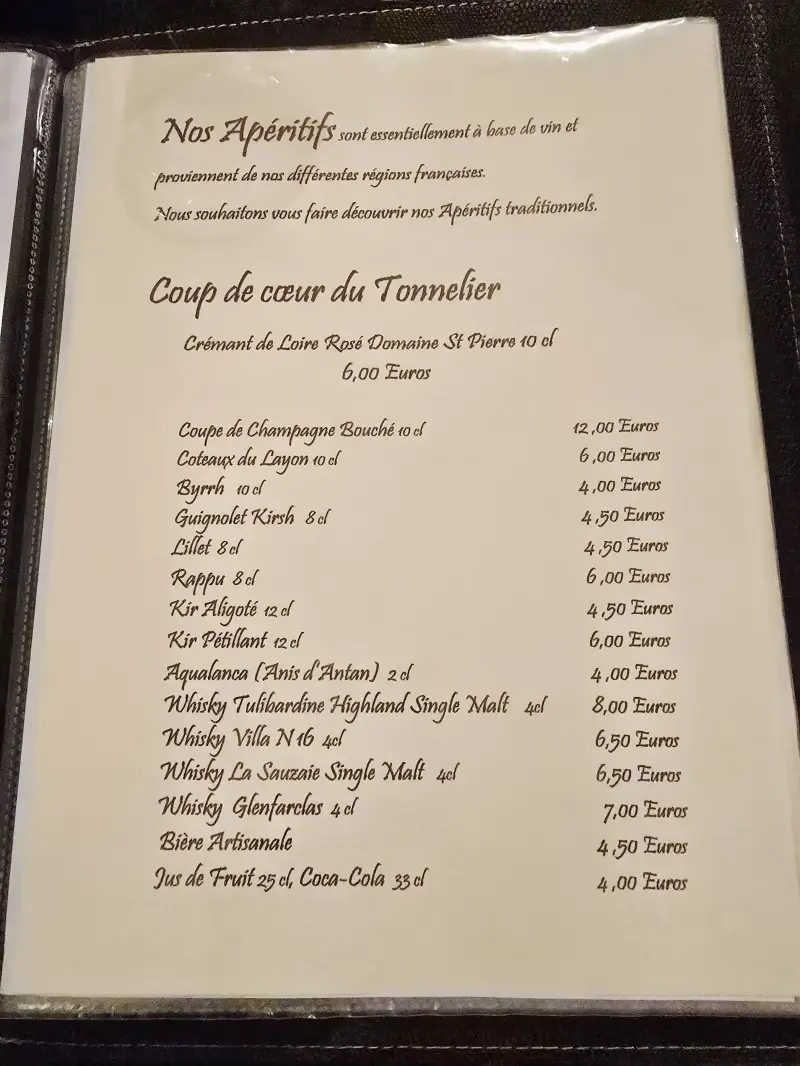 Nos Apéritifs sont essentiellement à base de vin et
proviennent de nos différentes régions françaises.
Nous souhaitons vous faire découvrir nos Apéritifs traditionnels.
Coup de cœur du Tonnelier
Crémant de Loire Rosé Domaine St Pierre 10 cl
6,00 Euros
Coupe de Champagne Bouché 10 cl 12,00 Euros
Coteaux du Layon 10 cl 6,00 Euros
Byrrh 10 cl 4,00 Euros
Guignolet Kirsh 8 cl 4,50 Euros
Lillet 8 cl 4,50 Euros
Rappu 8 cl 6,00 Euros
Kir Aligoté 12 cl 4,50 Euros
Kir Pétillant 12 cl 6,00 Euros
Aqualanca (Anis d'Antan) 2 cl 4,00 Euros
Whisky Tulibardine Highland Single Malt 4cl 8,00 Euros
Whisky Villa N 16 4cl 6,50 Euros
Whisky La Sauzaie Single Malt 4cl 6,50 Euros
Whisky Glenfarclas 4 cl 7,00 Euros
Bière Artisanale 4,50 Euros
Jus de Fruit 25 cl, Coca-Cola 33 cl 4,00 Euros